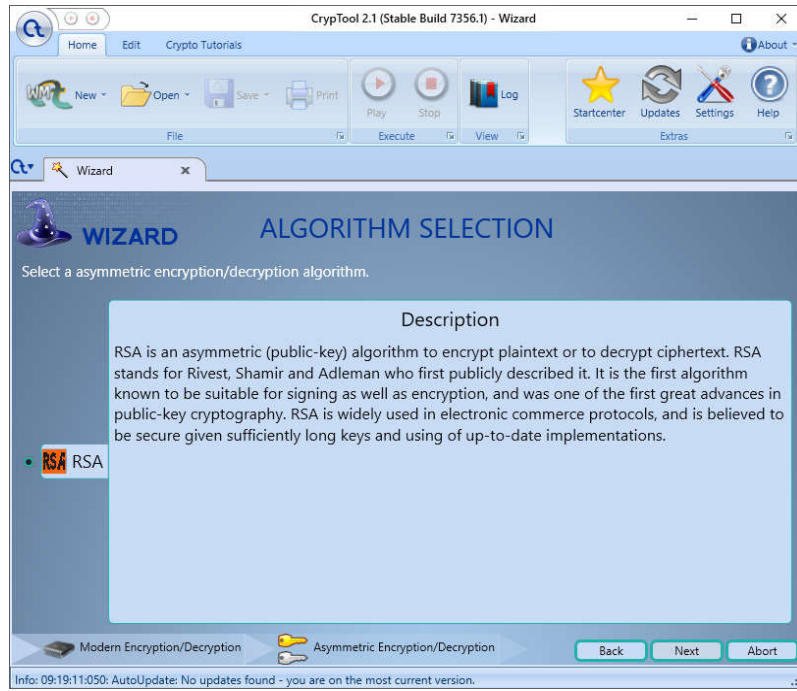 CrypTool 2.1 (Stable Build 7356.1) - Wizard
Home Edit Crypto Tutorials About
New Open Save Print Play Stop Log Startcenter Updates Settings Help
File Execute View Extras
Wizard x
WIZARD ALGORITHM SELECTION
Select a asymmetric encryption/decryption algorithm.
Description
RSA is an asymmetric (public-key) algorithm to encrypt plaintext or to decrypt ciphertext. RSA
stands for Rivest, Shamir and Adleman who first publicly described it. It is the first algorithm
known to be suitable for signing as well as encryption, and was one of the first great advances in
public-key cryptography. RSA is widely used in electronic commerce protocols, and is believed to
be secure given sufficiently long keys and using of up-to-date implementations.
RSA RSA
Modern Encryption/Decryption Asymmetric Encryption/Decryption Back Next Abort
Info: 09:19:11:050: AutoUpdate: No updates found - you are on the most current version.